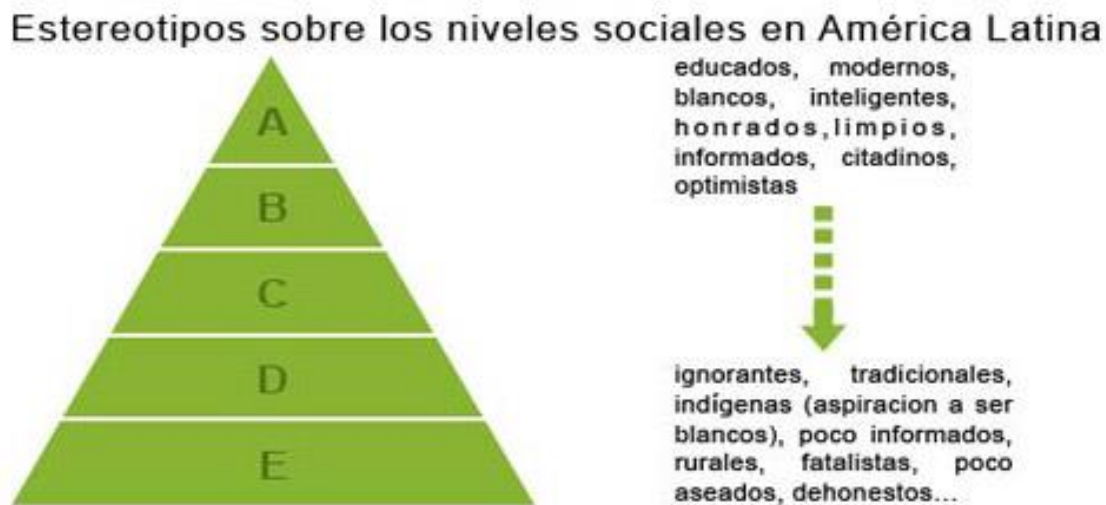 Estereotipos sobre los niveles sociales en América Latina
A
B
C
D
E
educados, modernos,
blancos, inteligentes,
honrados, limpios,
informados, citadinos,
optimistas
ignorantes, tradicionales,
indígenas (aspiracion a ser
blancos), poco informados,
rurales, fatalistas, poco
aseados, dehonestos...